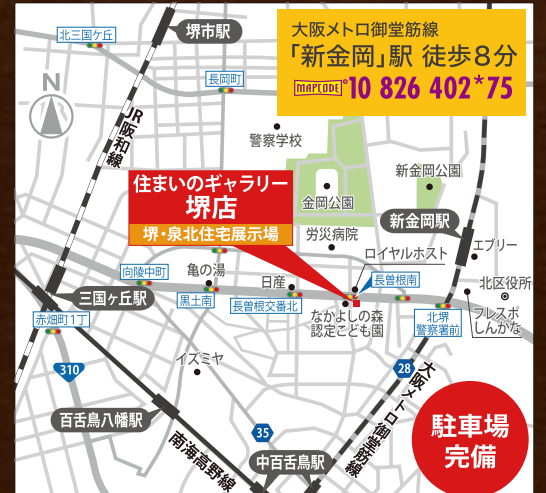 大阪メトロ御堂筋線
「新金岡」駅 徒歩8分
MAPCODE® 10 826 402*75
北三国ケ丘
堺市駅
長岡町
N
JR阪和線
警察学校
新金岡公園
金岡公園
住まいのギャラリー
堺店
堺・泉北住宅展示場
新金岡駅
労災病院
ロイヤルホスト
エブリー
向陵中町
亀の湯
日産
長曽根南
北区役所
三国ヶ丘駅
黒土南
長曽根交番北
赤畑町1丁
なかよしの森
認定こども園
北堺
警察署前
フレスポ
しんかな
イズミヤ
310
28
大阪メトロ御堂筋線
百舌鳥八幡駅
35
南海高野線
中百舌鳥駅
駐車場
完備